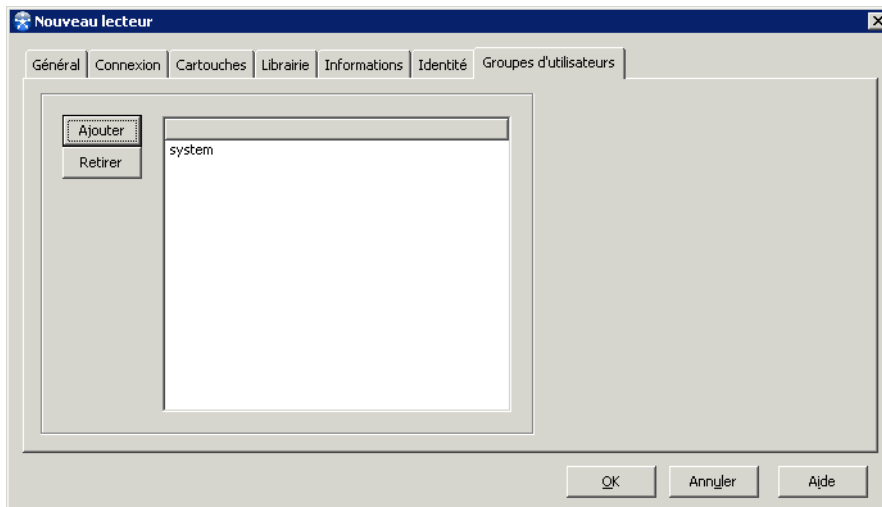 Nouveau lecteur
Général Connexion Cartouches Librairie Informations Identité Groupes d'utilisateurs
Ajouter
system
Retirer
OK Annuler Aide